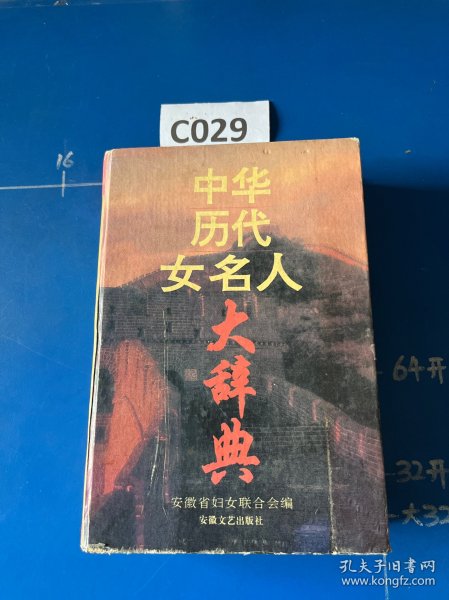 C029
16
中华
历代
女名人
大辞典
安徽省妇女联合会编
安徽文艺出版社
64开
32开
大32
孔夫子旧书网
www.kongfz.com